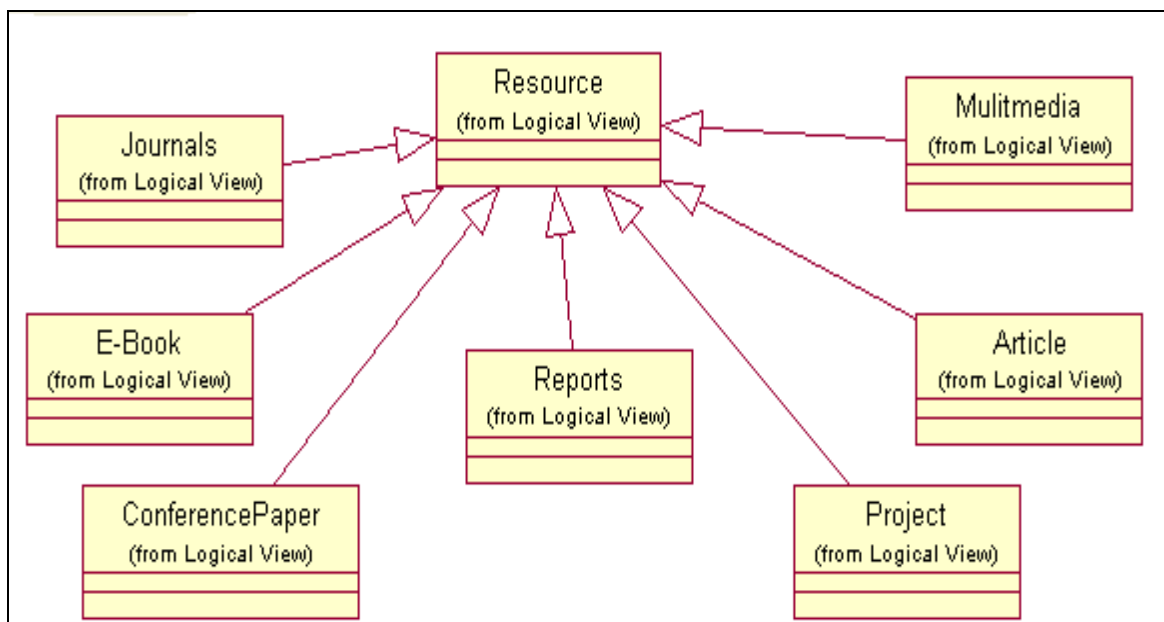 Resource
(from Logical View)
Mulitmedia
(from Logical View)
Journals
(from Logical View)
E-Book
(from Logical View)
Reports
(from Logical View)
Article
(from Logical View)
ConferencePaper
(from Logical View)
Project
(from Logical View)